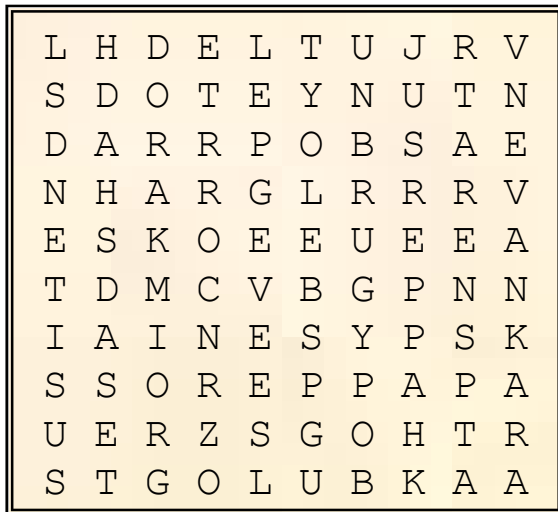 L H D E L T U J R V
S D O T E Y N U T N
D A R R P O B S A E
N H A R G L R R R V
E S K O E E U E E A
T D M C V B G P N N
I A I N E S Y P S K
S S O R E P P A P A
U E R Z S G O H T R
S T G O L U B K A A